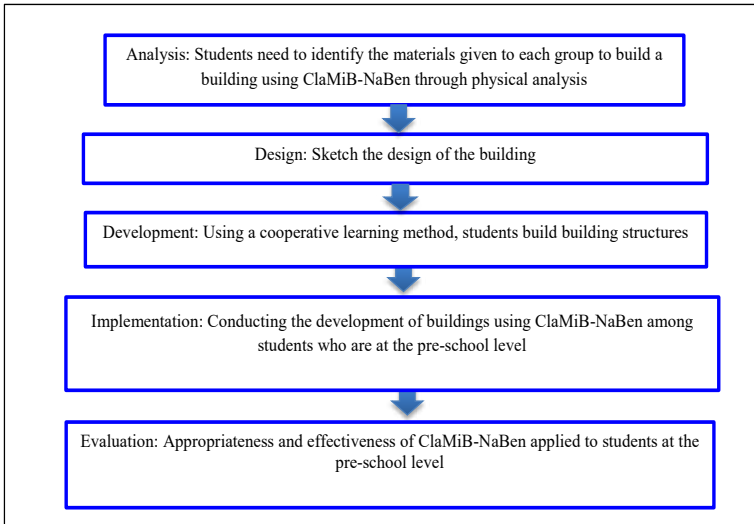 Analysis: Students need to identify the materials given to each group to build a
building using ClaMiB-NaBen through physical analysis
Design: Sketch the design of the building
Development: Using a cooperative learning method, students build building structures
Implementation: Conducting the development of buildings using ClaMiB-NaBen among
students who are at the pre-school level
Evaluation: Appropriateness and effectiveness of ClaMiB-NaBen applied to students at the
pre-school level